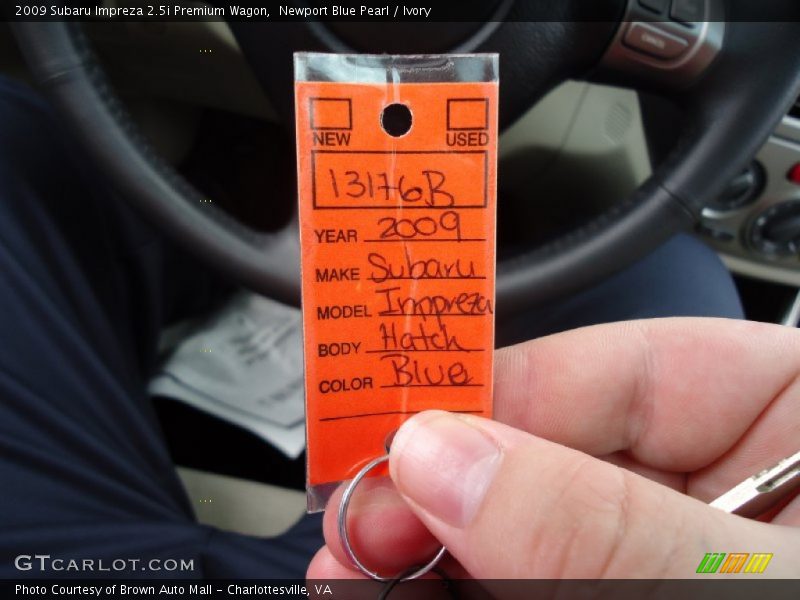 2009 Subaru Impreza 2.5i Premium Wagon,  Newport Blue Pearl / Ivory
CANCEL
NEW USED
13176B
YEAR 2009
MAKE Subaru
MODEL Impreza
BODY Hatch
COLOR Blue
GTCARLOT.COM
Photo Courtesy of Brown Auto Mall - Charlottesville, VA